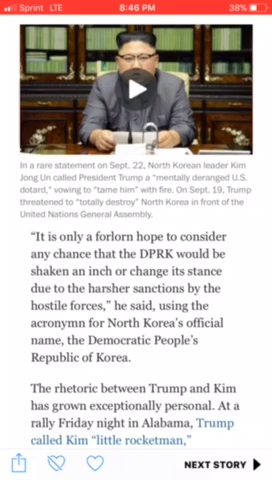 Sprint LTE 8:46 PM 38%
In a rare statement on Sept. 22, North Korean leader Kim
Jong Un called President Trump a “mentally deranged U.S.
dotard,” vowing to “tame him” with fire. On Sept. 19, Trump
threatened to “totally destroy” North Korea in front of the
United Nations General Assembly.
“It is only a forlorn hope to consider
any chance that the DPRK would be
shaken an inch or change its stance
due to the harsher sanctions by the
hostile forces,” he said, using the
acronymn for North Korea’s official
name, the Democratic People’s
Republic of Korea.
The rhetoric between Trump and Kim
has grown exceptionally personal. At a
rally Friday night in Alabama, Trump
called Kim “little rocketman,”
NEXT STORY